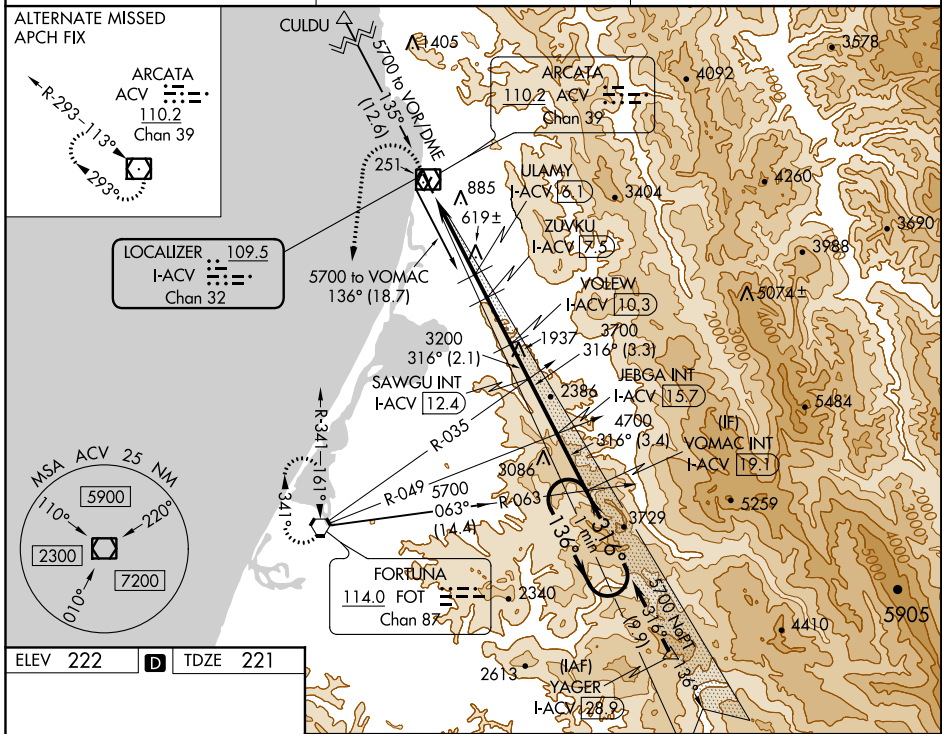 ALTERNATE MISSED
APCH FIX
ARCATA
ACV
110.2
Chan 39
R-293
113°
293°
CULDU
5700 to VOR/DME
135°
(12.6)
1405
ARCATA
110.2 ACV
Chan 39
3578
4092
251
885
619±
ULAMY
I-ACV 6.1
3404
4260
3690
3988
ZUVKU
I-ACV 7.5
LOCALIZER 109.5
I-ACV
Chan 32
5700 to VOMAC
136° (18.7)
VOLEW
I-ACV 10.3
5074±
3000
3200
316° (2.1)
1937
3700
316° (3.3)
SAWGU INT
I-ACV 12.4
2386
JEBGA INT
I-ACV 15.7
5484
R-035
4700
316° (3.4)
(IF)
VOMAC INT
I-ACV 19.1
R-341
161°
341°
3086
R-049
5700
063°
(14.4)
R-063
5259
MSA ACV 25 NM
5900
110°
220°
2300
7200
010°
136°
1 min
316°
3729
FORTUNA
114.0 FOT
Chan 87
2340
5905
4410
5700 NoPT
316°
(9.9)
136°
2613
(IAF)
YAGER
I-ACV 28.9
ELEV 222
D
TDZE 221